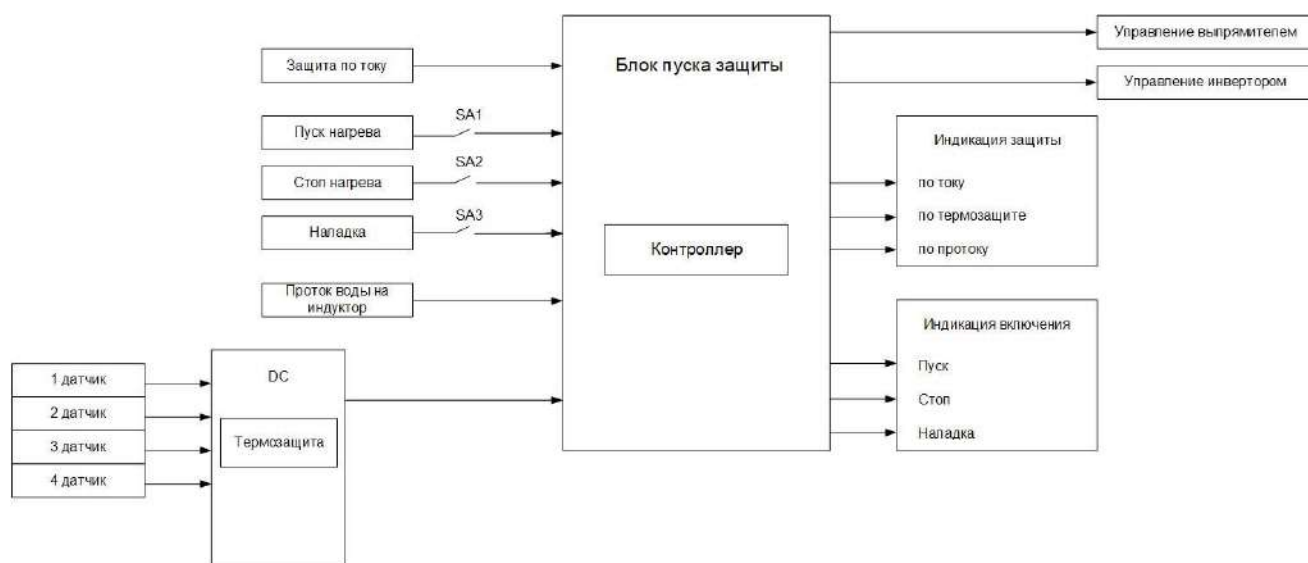 Защита по току
Пуск нагрева
SA1
Стоп нагрева
SA2
Наладка
SA3
Проток воды на
индуктор
1 датчик
2 датчик
3 датчик
4 датчик
DC
Термозащита
Блок пуска защиты
Контроллер
Управление выпрямителем
Управление инвертором
Индикация защиты
по току
по термозащите
по протоку
Индикация включения
Пуск
Стоп
Наладка